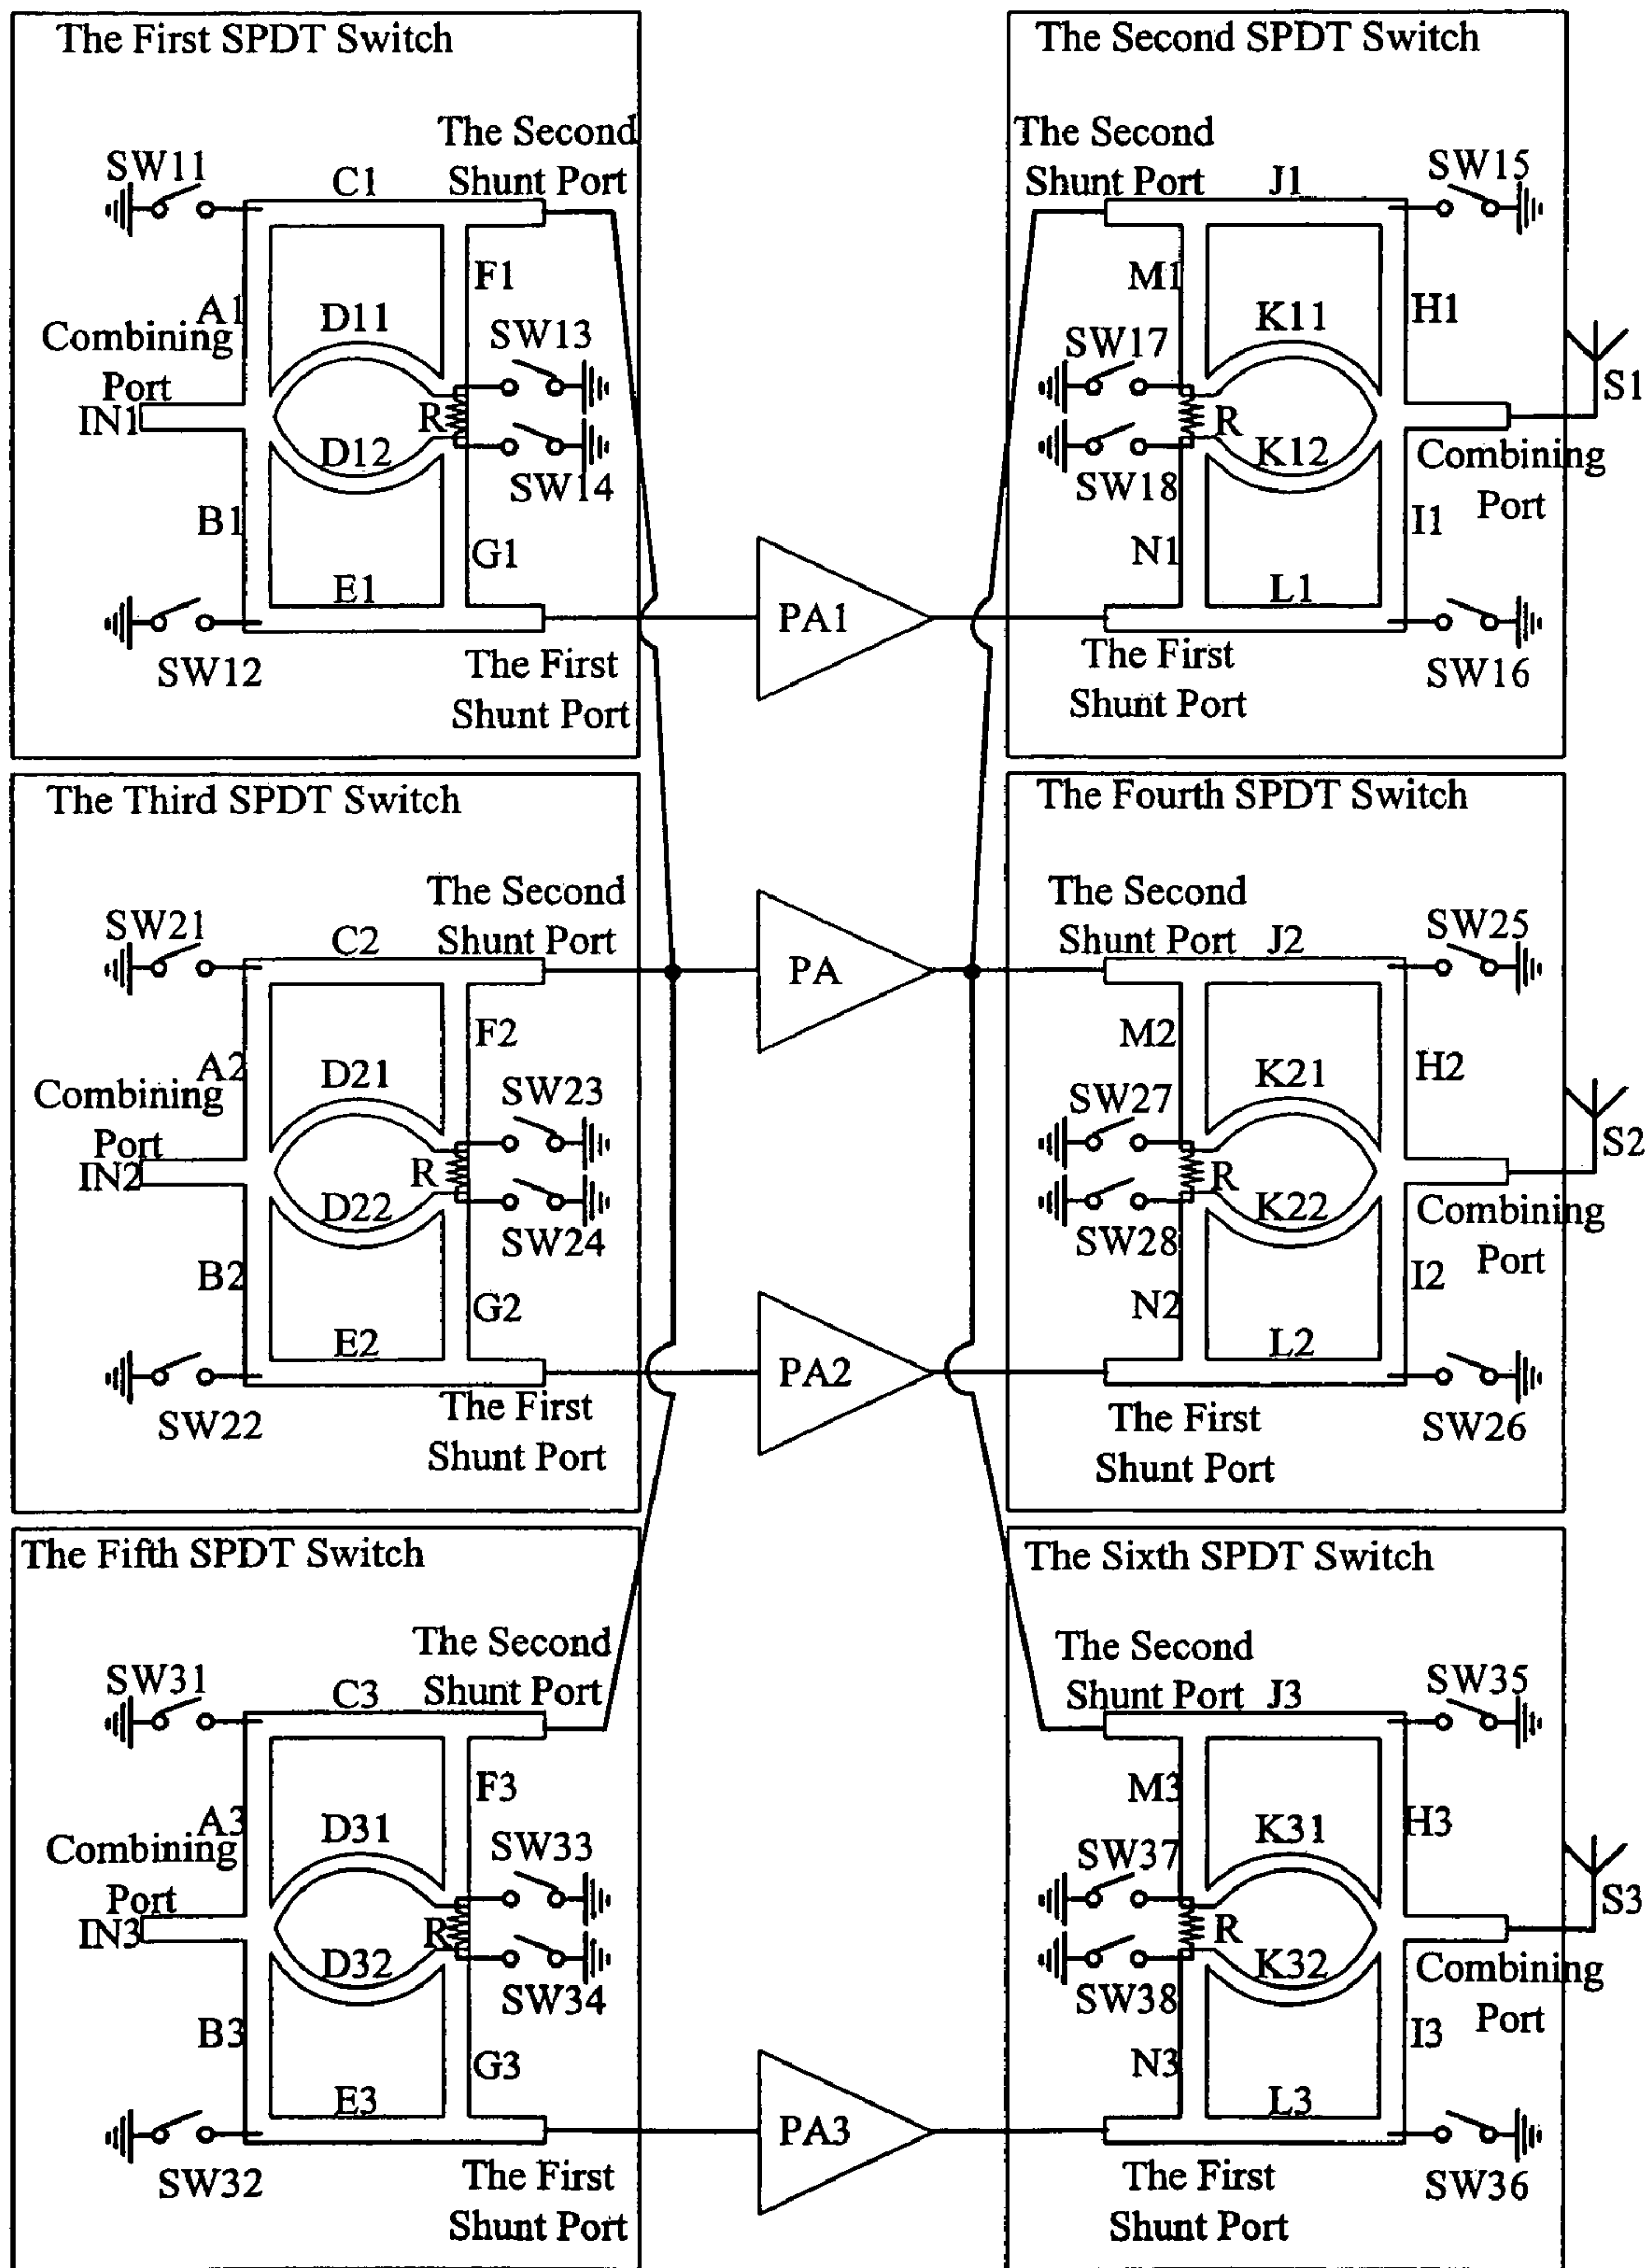 The First SPDT Switch
The Second
Shunt Port
SW11
C1
A1
Combining
Port
IN1
D11
F1
SW13
R
D12
SW14
B1
G1
E1
SW12
The First
Shunt Port
PA1
The Second SPDT Switch
The Second
Shunt Port
J1
SW15
M1
K11
H1
SW17
R
S1
K12
SW18
Combining
Port
N1
I1
L1
The First
Shunt Port
SW16
The Third SPDT Switch
The Second
Shunt Port
SW21
C2
A2
Combining
Port
IN2
D21
F2
SW23
R
D22
SW24
B2
G2
E2
SW22
The First
Shunt Port
PA
PA2
The Fourth SPDT Switch
The Second
Shunt Port
J2
SW25
M2
K21
H2
SW27
R
S2
K22
SW28
Combining
Port
N2
I2
L2
The First
Shunt Port
SW26
The Fifth SPDT Switch
The Second
Shunt Port
SW31
C3
A3
Combining
Port
IN3
D31
F3
SW33
R
D32
SW34
B3
G3
E3
SW32
The First
Shunt Port
PA3
The Sixth SPDT Switch
The Second
Shunt Port
J3
SW35
M3
K31
H3
SW37
R
S3
K32
SW38
Combining
Port
N3
I3
L3
The First
Shunt Port
SW36